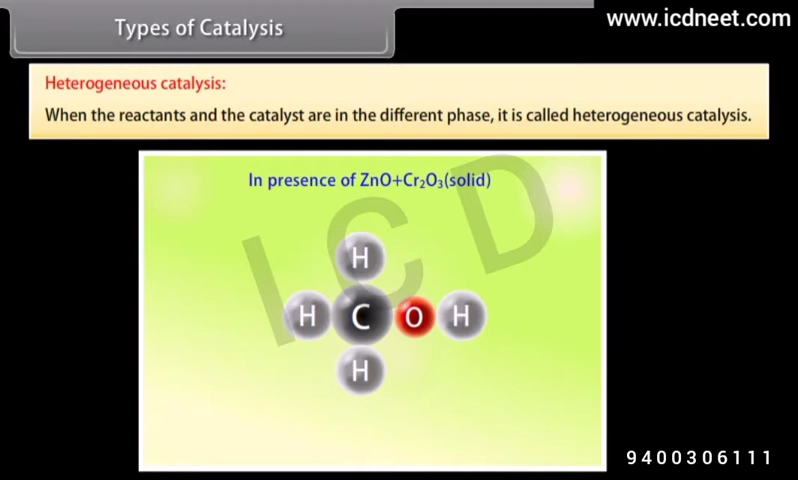 www.icdneet.com
Types of Catalysis
Heterogeneous catalysis:
When the reactants and the catalyst are in the different phase, it is called heterogeneous catalysis.
In presence of ZnO+Cr₂O₃(solid)
ICD
H
H C O H
H
9400306111